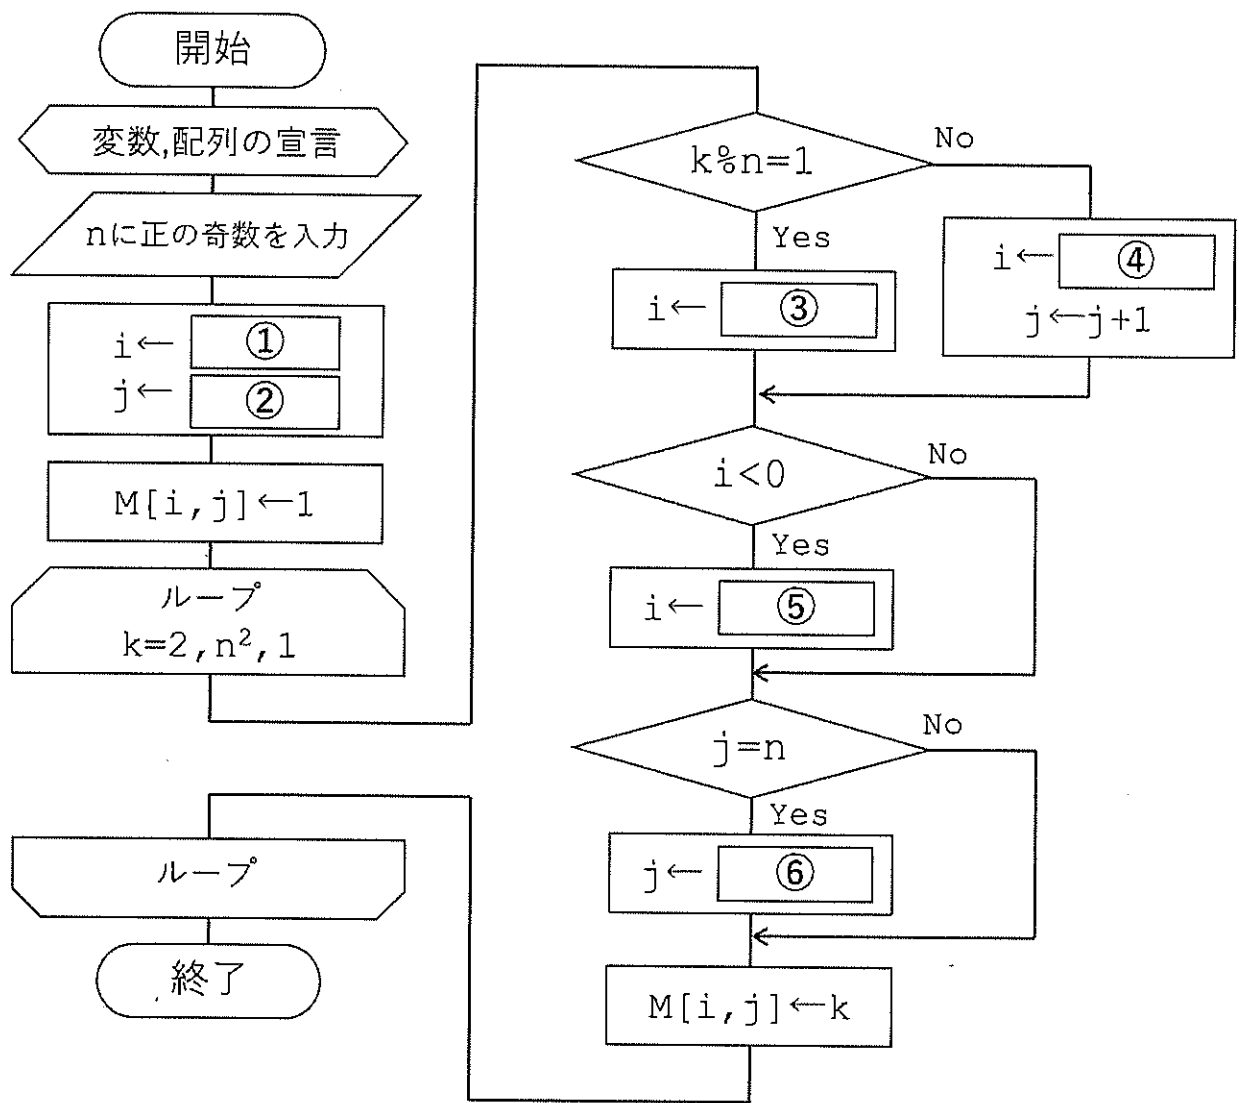 開始
変数,配列の宣言
nに正の奇数を入力
i← ①
j← ②
M[i,j]←1
ループ
k=2,n²,1
k%n=1
No
Yes
i← ③
i← ④
j←j+1
i<0
No
Yes
i← ⑤
j=n
No
Yes
j← ⑥
M[i,j]←k
ループ
終了